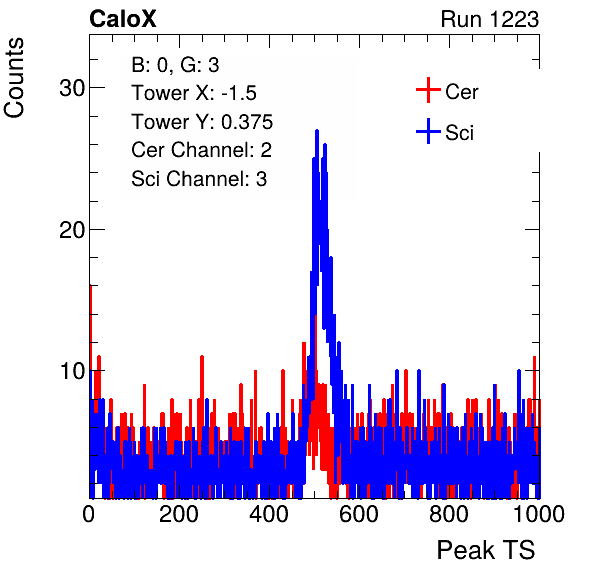 CaloX
Run 1223
Counts
B: 0, G: 3
Tower X: -1.5
Tower Y: 0.375
Cer Channel: 2
Sci Channel: 3
Cer
Sci
30
20
10
0 200 400 600 800 1000
Peak TS